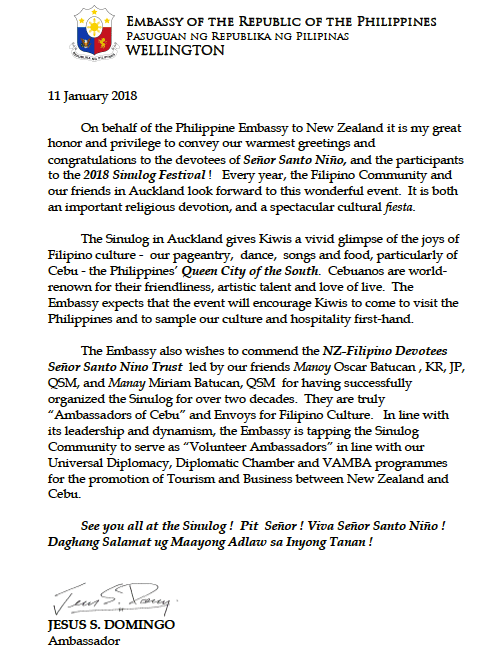 EMBASSY OF THE REPUBLIC OF THE PHILIPPINES
PASUGUAN NG REPUBLIKA NG PILIPINAS
WELLINGTON
11 January 2018
On behalf of the Philippine Embassy to New Zealand it is my great
honor and privilege to convey our warmest greetings and
congratulations to the devotees of Señor Santo Niño, and the participants
to the 2018 Sinulog Festival ! Every year, the Filipino Community and
our friends in Auckland look forward to this wonderful event. It is both
an important religious devotion, and a spectacular cultural fiesta.
The Sinulog in Auckland gives Kiwis a vivid glimpse of the joys of
Filipino culture - our pageantry, dance, songs and food, particularly of
Cebu - the Philippines' Queen City of the South. Cebuanos are world-
renown for their friendliness, artistic talent and love of live. The
Embassy expects that the event will encourage Kiwis to come to visit the
Philippines and to sample our culture and hospitality first-hand.
The Embassy also wishes to commend the NZ-Filipino Devotees
Señor Santo Nino Trust led by our friends Manoy Oscar Batucan , KR, JP,
QSM, and Manay Miriam Batucan, QSM for having successfully
organized the Sinulog for over two decades. They are truly
"Ambassadors of Cebu" and Envoys for Filipino Culture. In line with
its leadership and dynamism, the Embassy is tapping the Sinulog
Community to serve as "Volunteer Ambassadors" in line with our
Universal Diplomacy, Diplomatic Chamber and VAMBA programmes
for the promotion of Tourism and Business between New Zealand and
Cebu.
See you all at the Sinulog ! Pit Señor ! Viva Señor Santo Niño !
Daghang Salamat ug Maayong Adlaw sa Inyong Tanan !
JESUS S. DOMINGO
Ambassador